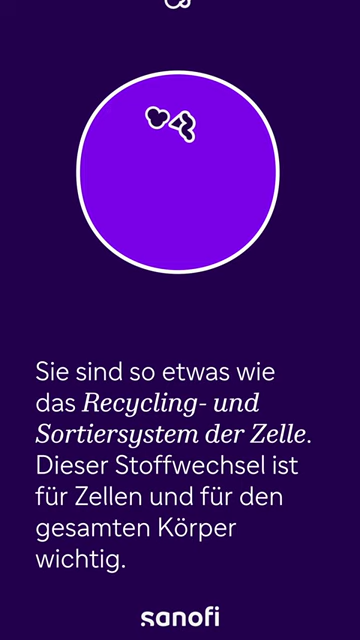 Sie sind so etwas wie
das Recycling- und
Sortiersystem der Zelle.
Dieser Stoffwechsel ist
für Zellen und für den
gesamten Körper
wichtig.
sanofi